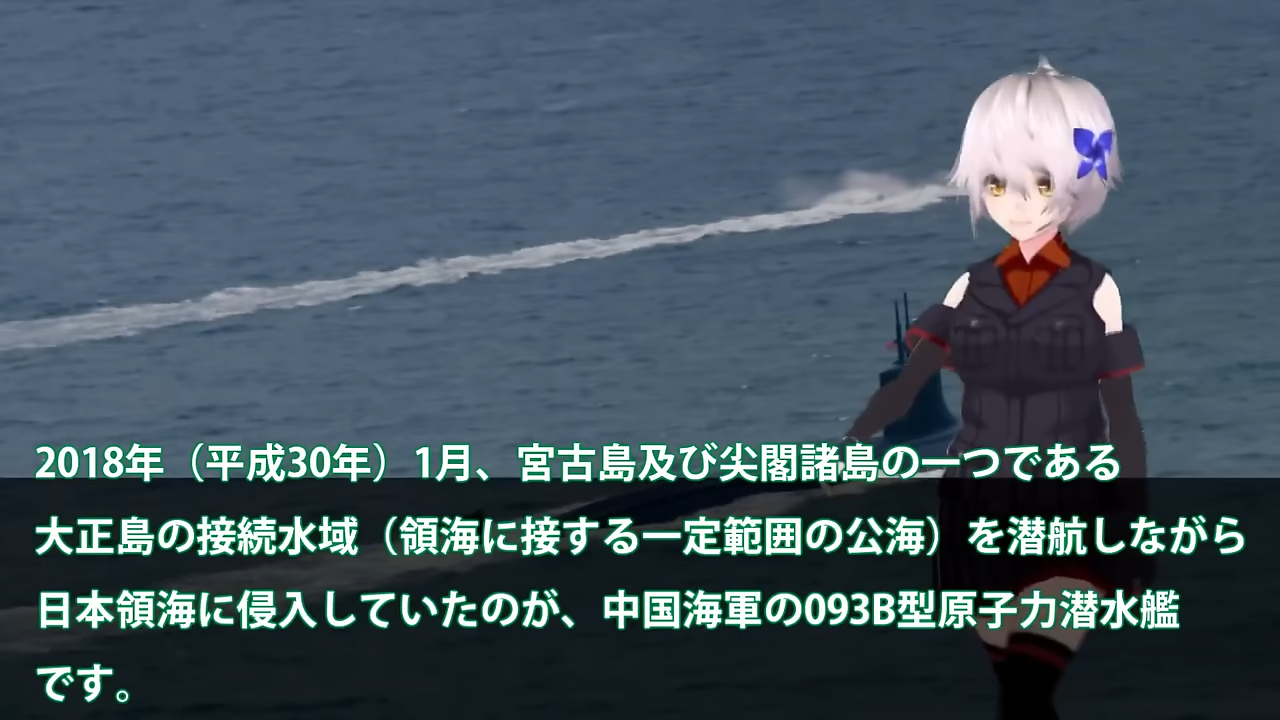 2018年（平成30年）1月、宮古島及び尖閣諸島の一つである
大正島の接続水域（領海に接する一定範囲の公海）を潜航しながら
日本領海に侵入していたのが、中国海軍の093B型原子力潜水艦
です。